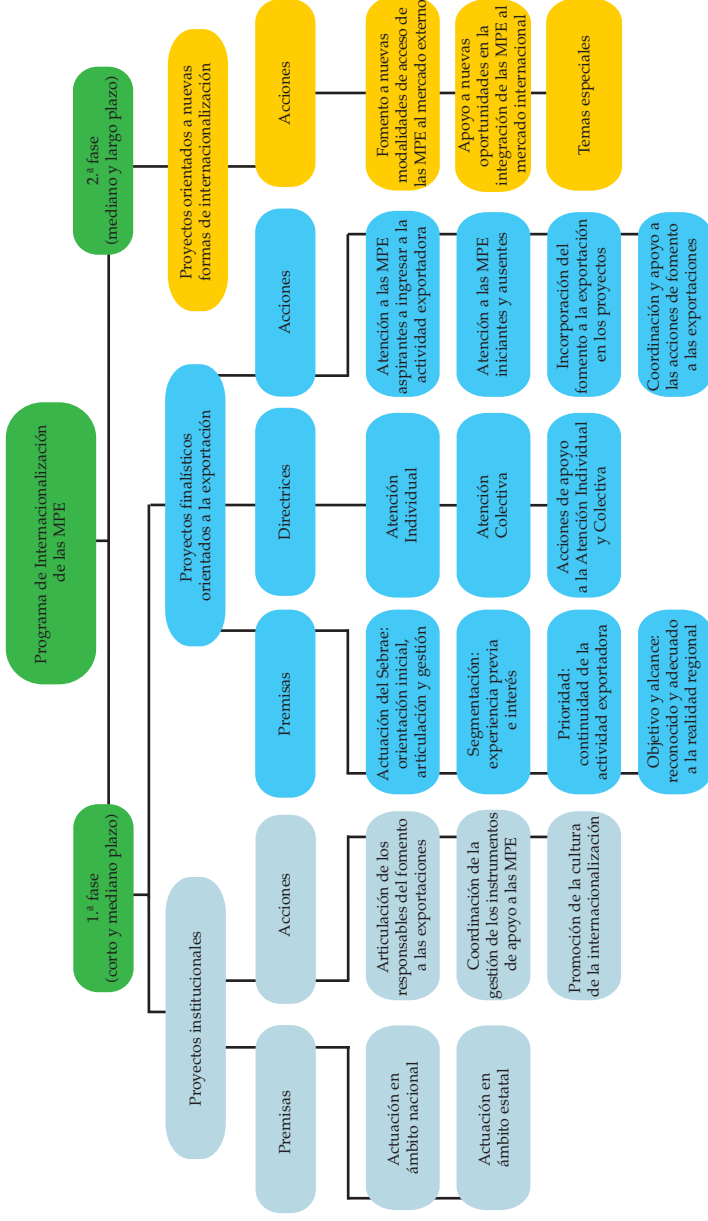 Programa de Internacionalización
de las MPE
1.ª fase
(corto y mediano plazo)
2.ª fase
(mediano y largo plazo)
Proyectos institucionales
Proyectos finalísticos
orientados a la exportación
Proyectos orientados a nuevas
formas de internacionalización
Premisas
Acciones
Premisas
Directrices
Acciones
Acciones
Actuación en
ámbito nacional
Actuación en
ámbito estatal
Articulación de los
responsables del fomento
a las exportaciones
Coordinación de la
gestión de los instrumentos
de apoyo a las MPE
Promoción de la cultura
de la internacionalización
Actuación del Sebrae:
orientación inicial,
articulación y gestión
Segmentación:
experiencia previa
e interés
Prioridad:
continuidad de la
actividad exportadora
Objetivo y alcance:
reconocido y adecuado
a la realidad regional
Atención
Individual
Atención
Colectiva
Acciones de apoyo
a la Atención Individual
y Colectiva
Atención a las MPE
aspirantes a ingresar a la
actividad exportadora
Atención a las MPE
iniciantes y ausentes
Incorporación del
fomento a la exportación
en los proyectos
Coordinación y apoyo a
las acciones de fomento
a las exportaciones
Fomento a nuevas
modalidades de acceso de
las MPE al mercado externo
Apoyo a nuevas
oportunidades en la
integración de las MPE al
mercado internacional
Temas especiales